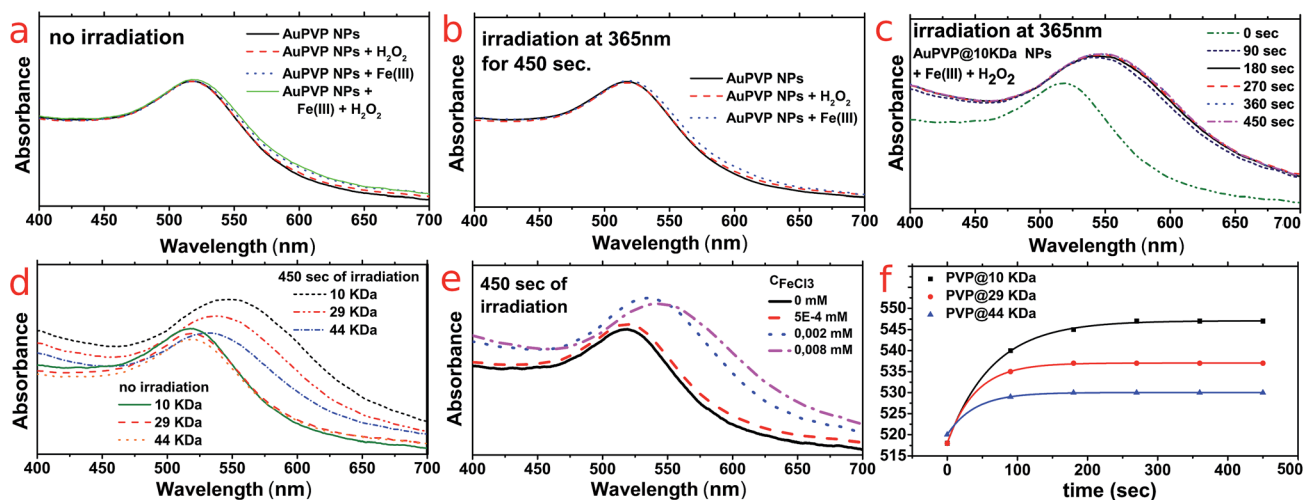 a
no irradiation
AuPVP NPs
AuPVP NPs + H₂O₂
AuPVP NPs + Fe(III)
AuPVP NPs +
Fe(III) + H₂O₂
Absorbance
400 450 500 550 600 650 700
Wavelength (nm)
b
irradiation at 365nm
for 450 sec.
AuPVP NPs
AuPVP NPs + H₂O₂
AuPVP NPs + Fe(III)
Absorbance
400 450 500 550 600 650 700
Wavelength (nm)
c
AuPVP@10KDa NPs
+ Fe(III) + H₂O₂
0 sec
90 sec
180 sec
270 sec
360 sec
450 sec
Absorbance
400 450 500 550 600 650 700
Wavelength (nm)
d
450 sec of irradiation
10 KDa
29 KDa
44 KDa
no irradiation
10 KDa
29 KDa
44 KDa
Absorbance
400 450 500 550 600 650 700
Wavelength (nm)
e
450 sec of
irradiation
CFeCl3
0 mM
5E-4 mM
0,002 mM
0,008 mM
Absorbance
400 450 500 550 600 650 700
Wavelength (nm)
f
PVP@10 KDa
PVP@29 KDa
PVP@44 KDa
550
545
540
535
530
525
520
515
0 100 200 300 400 500
time (sec)